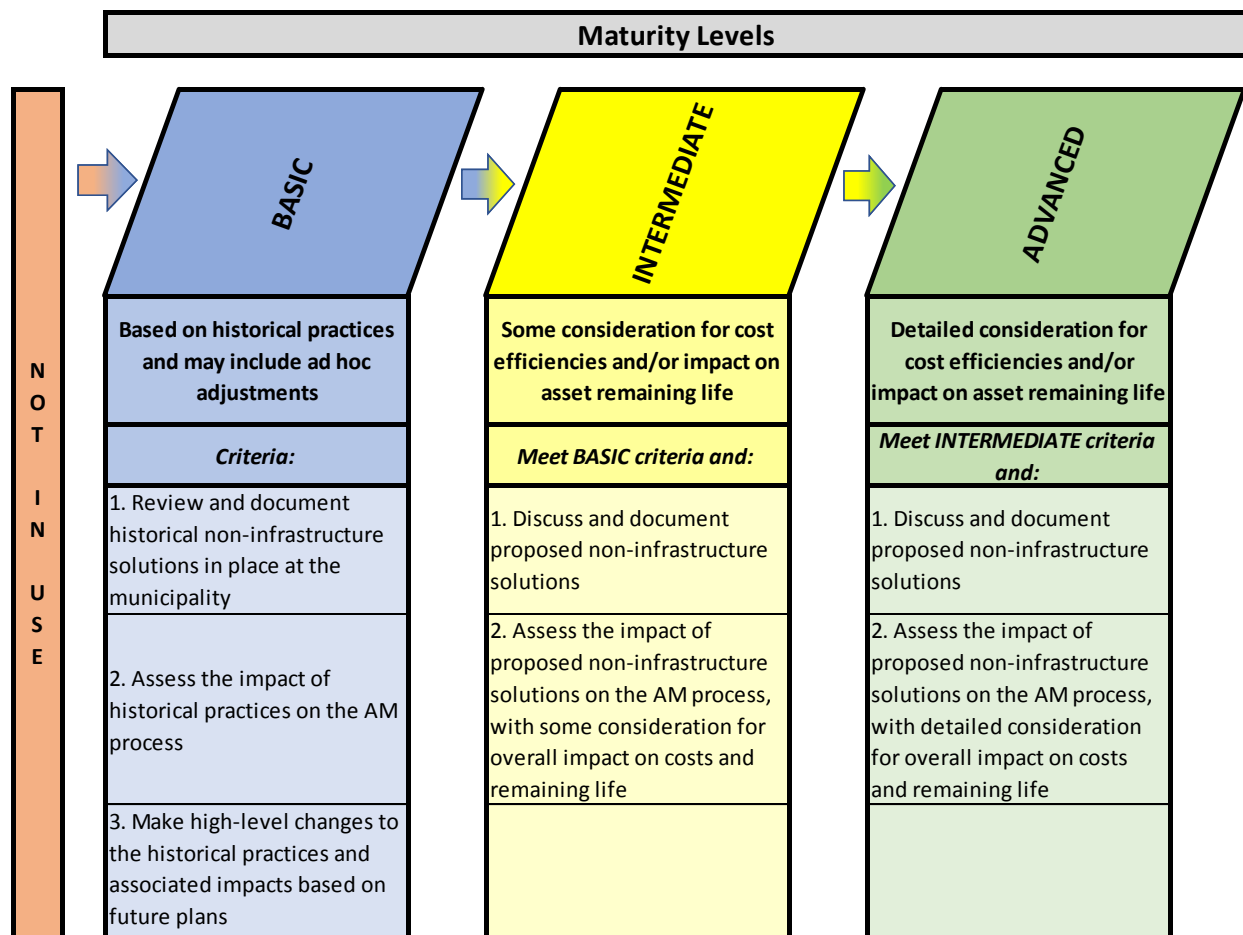 Maturity Levels
NOT IN USE
BASIC
INTERMEDIATE
ADVANCED
Based on historical practices
and may include ad hoc
adjustments
Some consideration for cost
efficiencies and/or impact on
asset remaining life
Detailed consideration for
cost efficiencies and/or
impact on asset remaining life
Criteria:
Meet BASIC criteria and:
Meet INTERMEDIATE criteria
and:
1. Review and document
historical non-infrastructure
solutions in place at the
municipality
1. Discuss and document
proposed non-infrastructure
solutions
1. Discuss and document
proposed non-infrastructure
solutions
2. Assess the impact of
historical practices on the AM
process
2. Assess the impact of
proposed non-infrastructure
solutions on the AM process,
with some consideration for
overall impact on costs and
remaining life
2. Assess the impact of
proposed non-infrastructure
solutions on the AM process,
with detailed consideration
for overall impact on costs
and remaining life
3. Make high-level changes to
the historical practices and
associated impacts based on
future plans